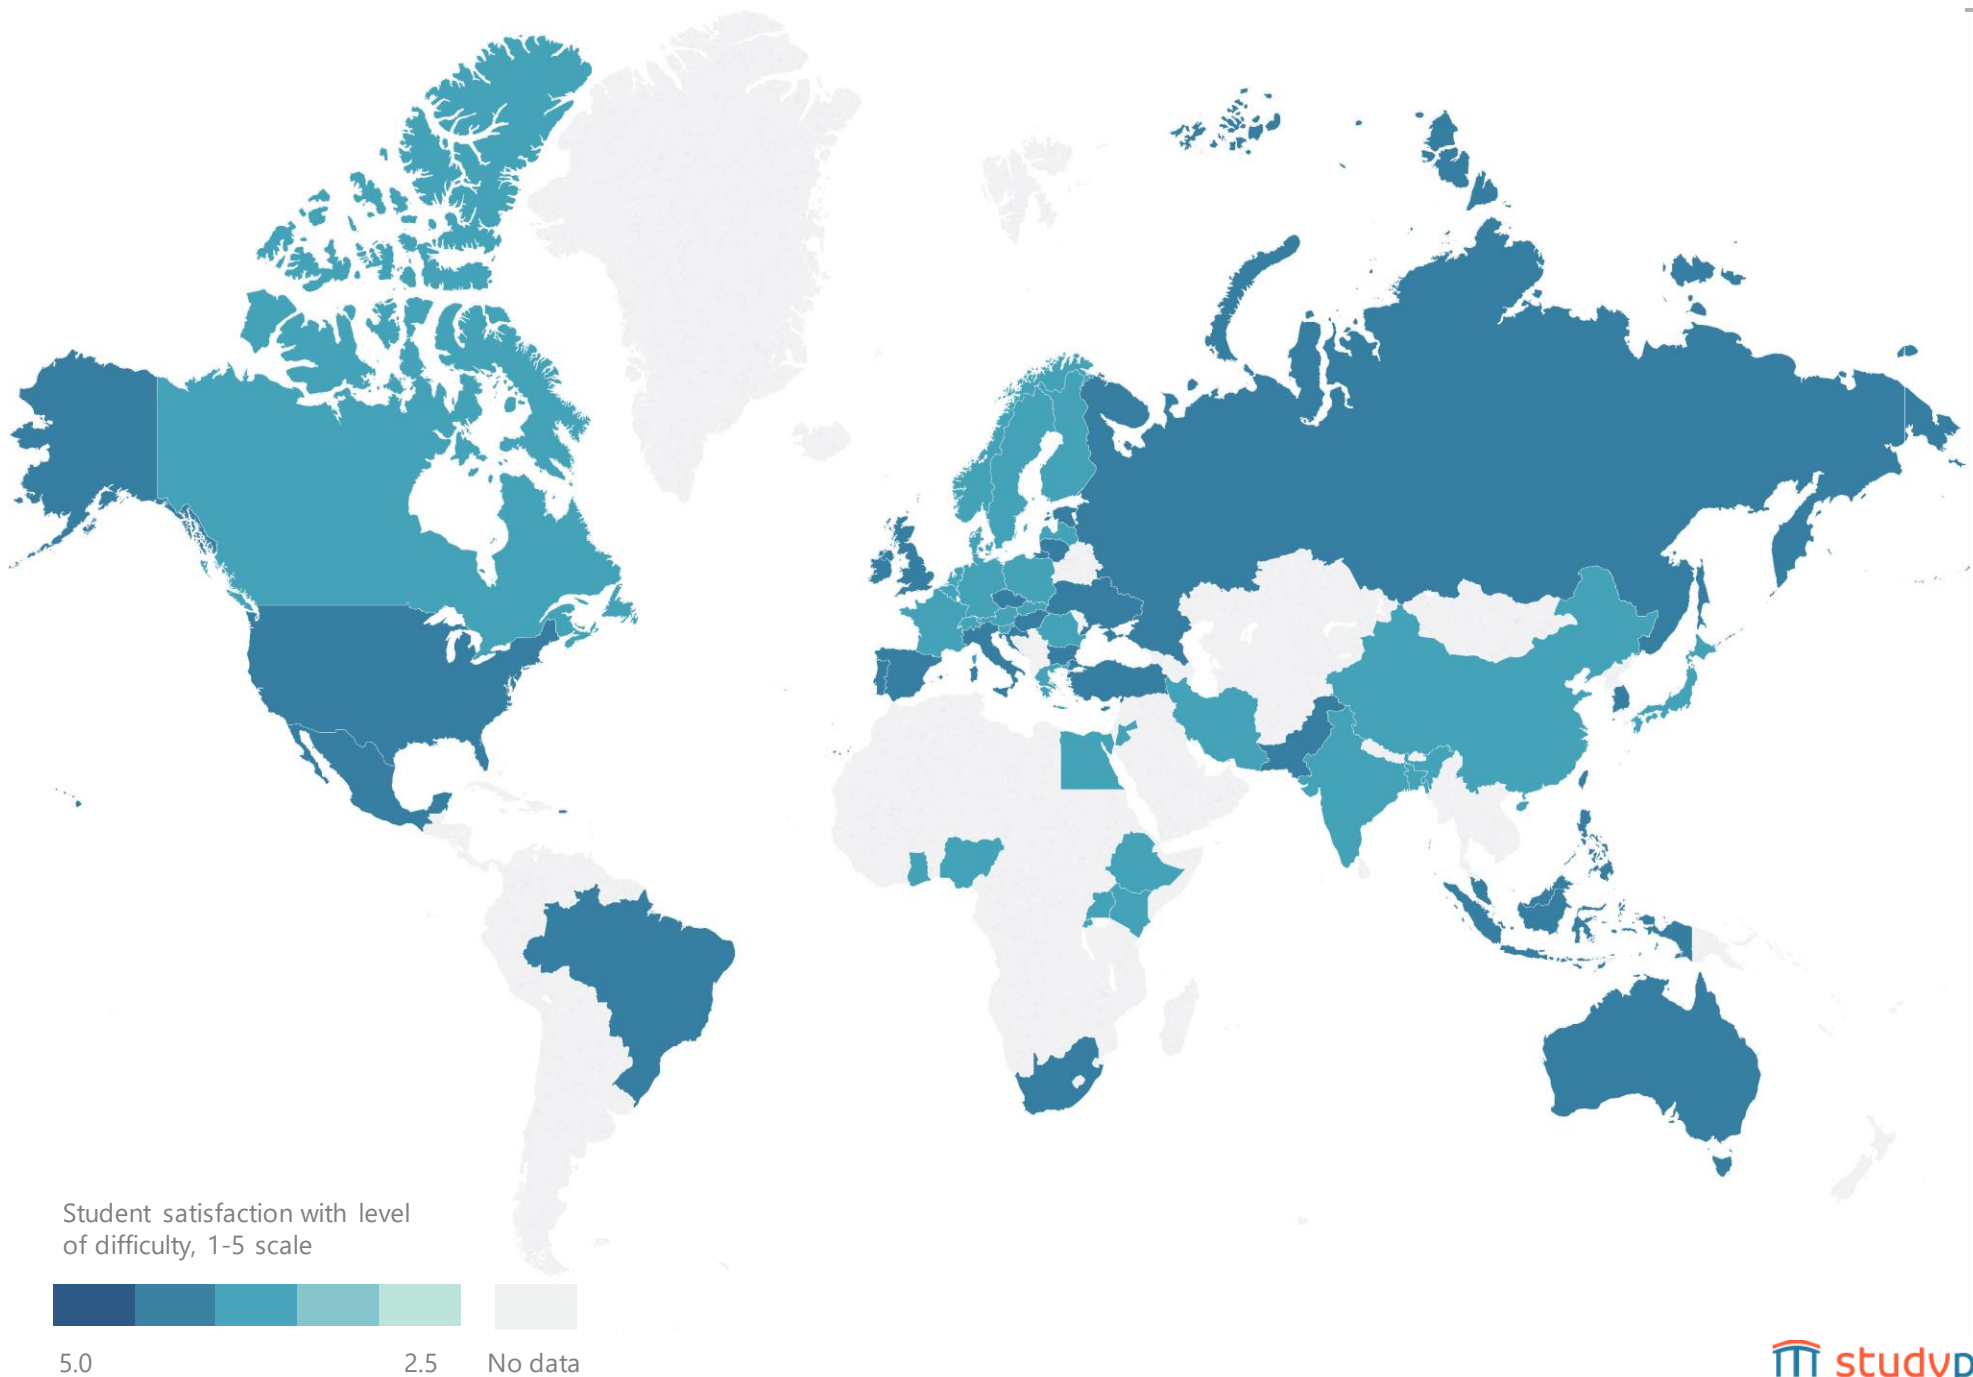 Student satisfaction with level
of difficulty, 1-5 scale
5.0
2.5
No data